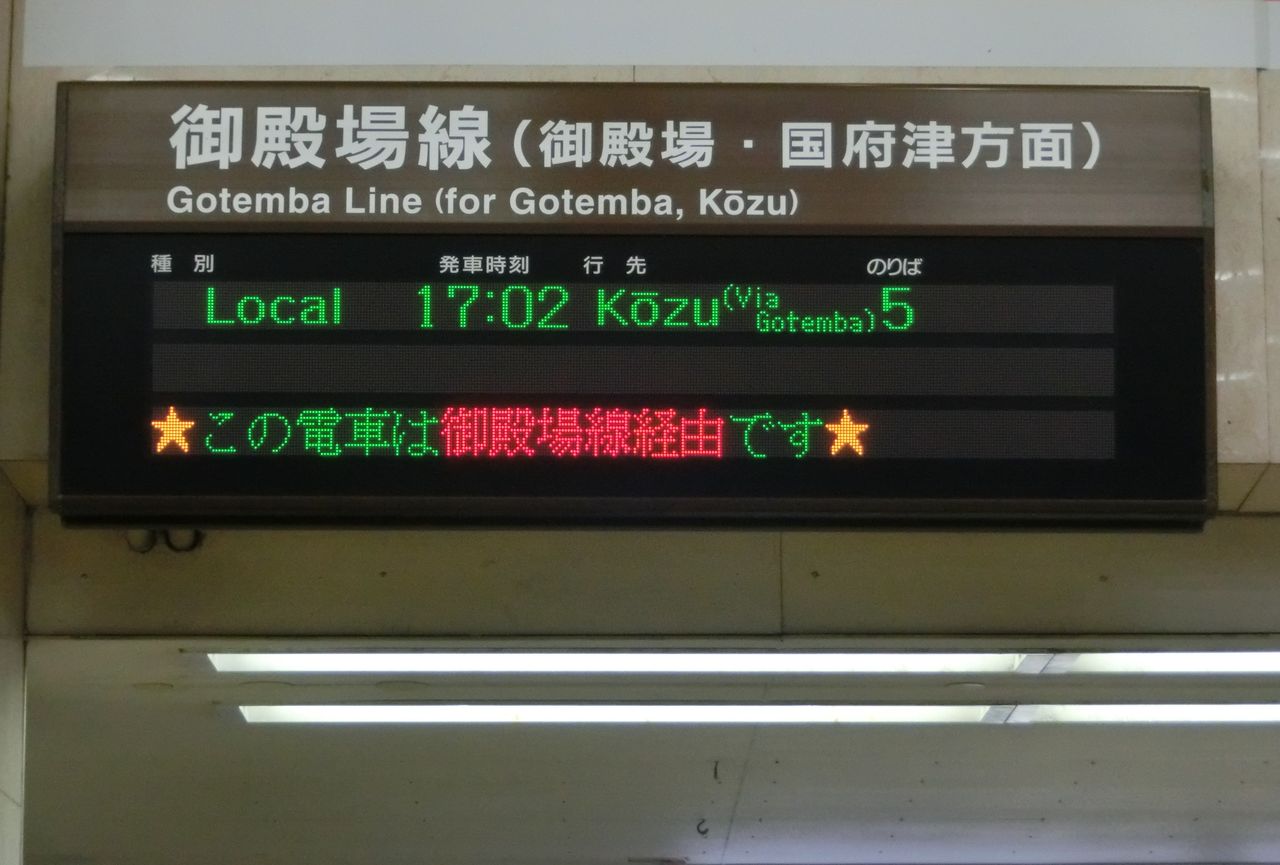 御殿場線（御殿場・国府津方面）
Gotemba Line (for Gotemba, Kōzu)
種別 発車時刻 行先 のりば
Local 17:02 Kōzu (Via Gotemba) 5
★この電車は御殿場線経由です★